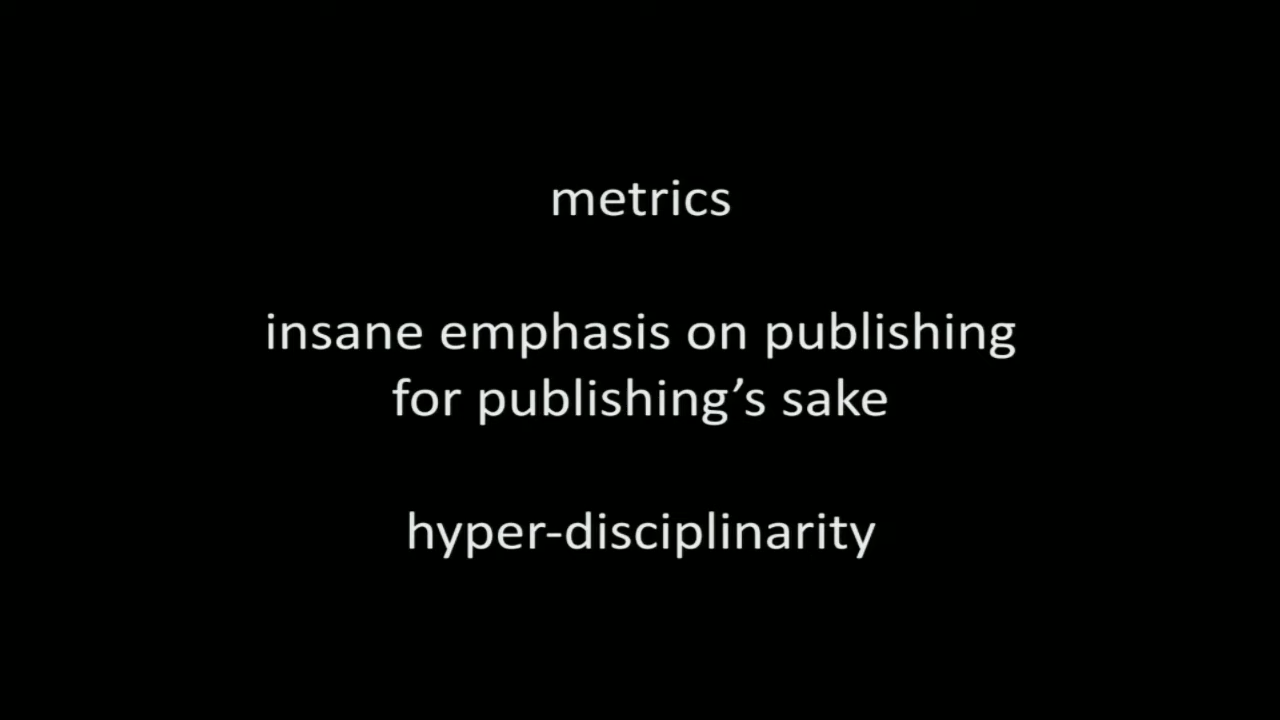 metrics
insane emphasis on publishing
for publishing’s sake
hyper-disciplinarity